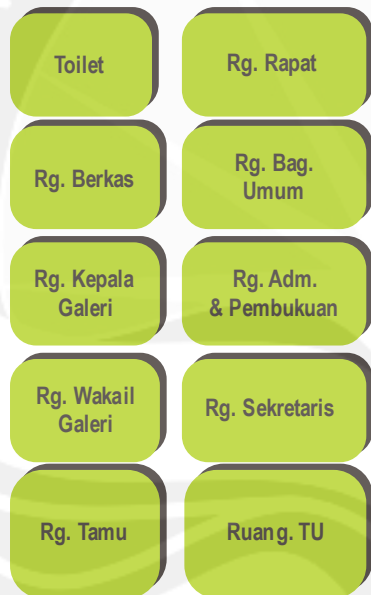 Toilet
Rg. Rapat
Rg. Berkas
Rg. Bag.
Umum
Rg. Kepala
Galeri
Rg. Adm.
& Pembukuan
Rg. Wakail
Galeri
Rg. Sekretaris
Rg. Tamu
Ruang. TU